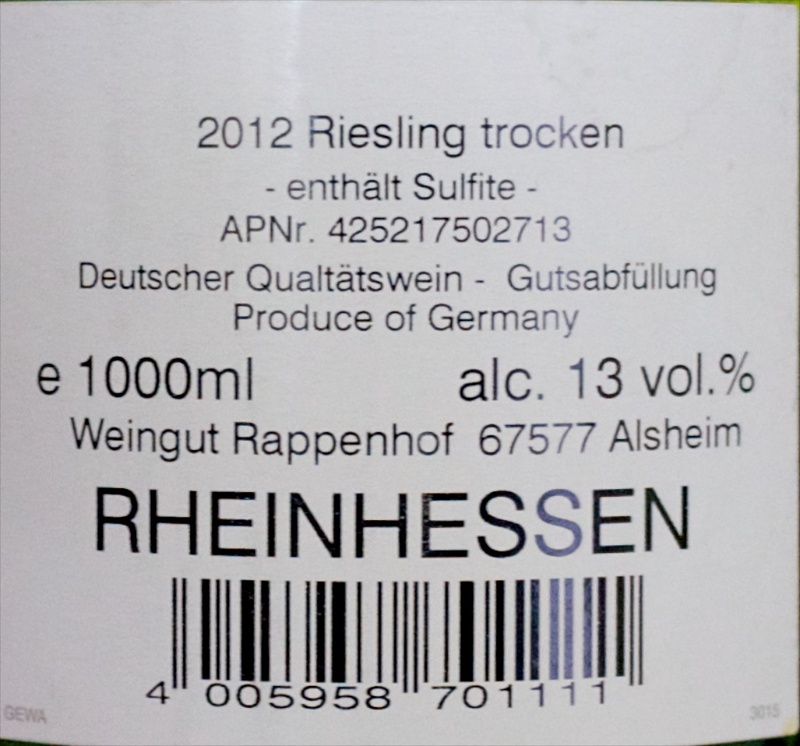 2012 Riesling trocken
- enthält Sulfite -
APNr. 425217502713
Deutscher Qualtätswein - Gutsabfüllung
Produce of Germany
e 1000ml alc. 13 vol.%
Weingut Rappenhof 67577 Alsheim
RHEINHESSEN
4 005958 701111
GEWA 3015